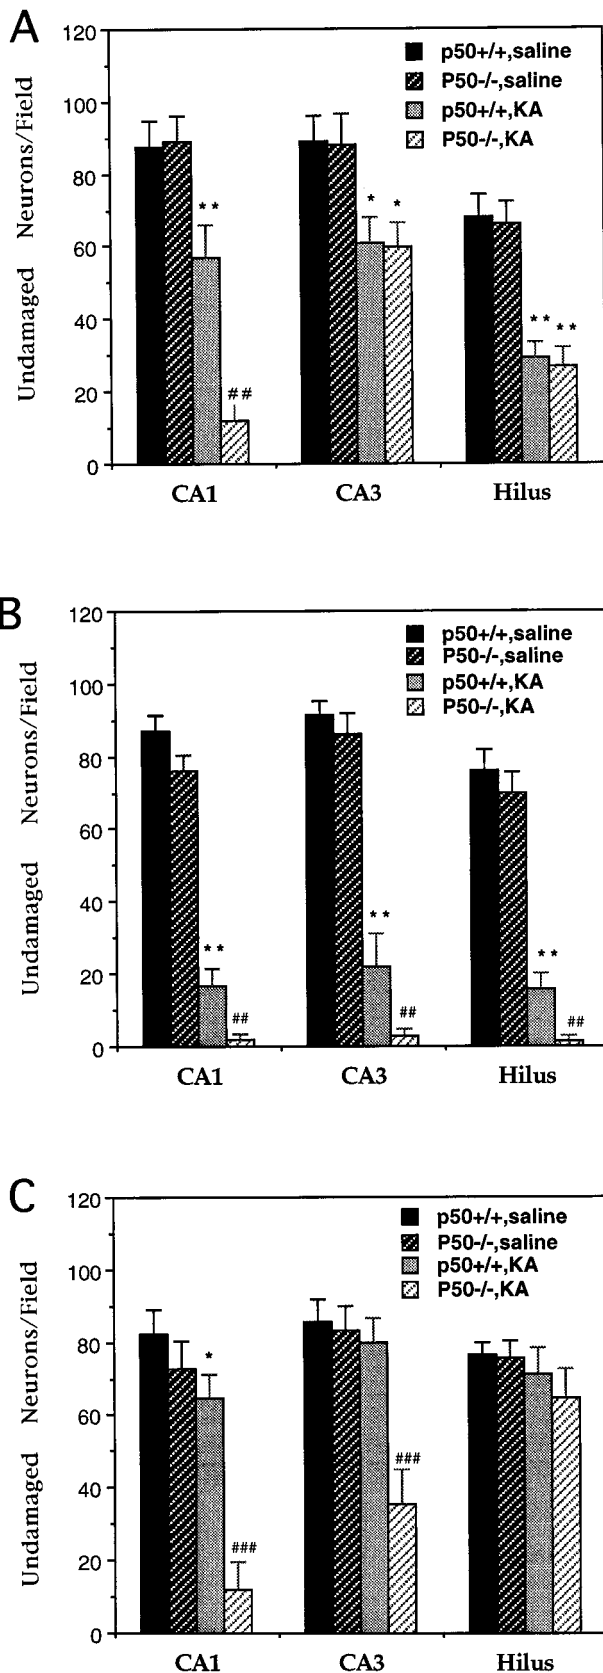 A
120
100
80
60
40
20
0
Undamaged Neurons/Field
p50+/+,saline
P50-/-,saline
p50+/+,KA
P50-/-,KA
**
##
*
*
**
**
CA1
CA3
Hilus
B
120
100
80
60
40
20
0
Undamaged Neurons/Field
p50+/+,saline
P50-/-,saline
p50+/+,KA
P50-/-,KA
**
##
**
##
**
##
CA1
CA3
Hilus
C
120
100
80
60
40
20
0
Undamaged Neurons/Field
p50+/+,saline
P50-/-,saline
p50+/+,KA
P50-/-,KA
*
###
###
CA1
CA3
Hilus